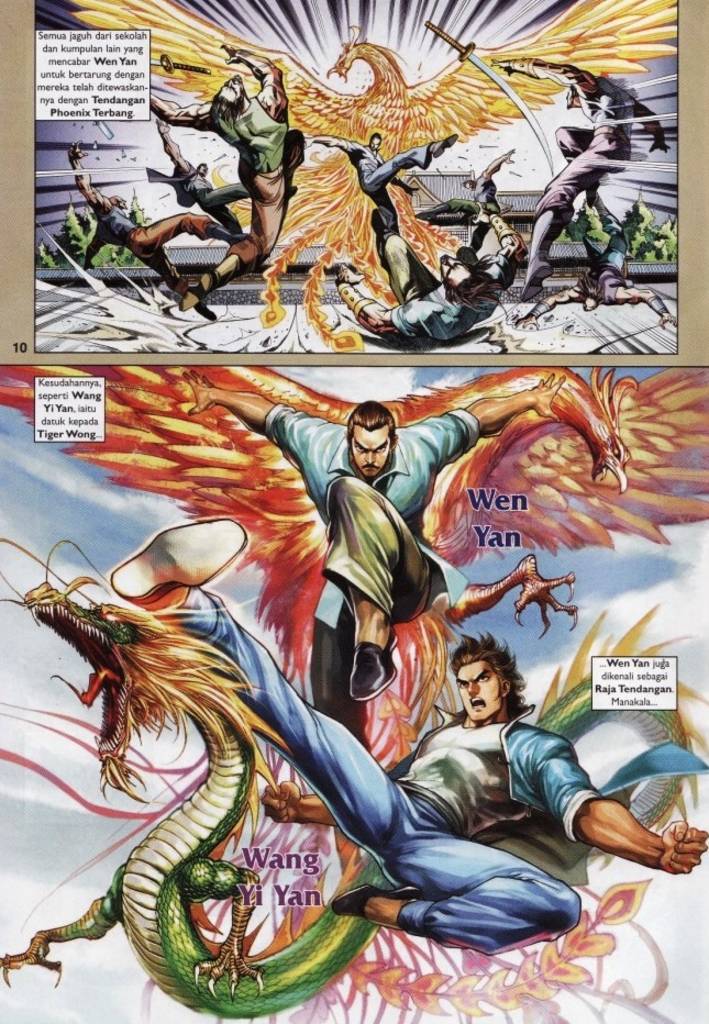 Semua jaguh dari sekolah
dan kumpulan lain yang
mencabar Wen Yan
untuk bertarung dengan
mereka telah ditewaskan-
nya dengan Tendangan
Phoenix Terbang.
10
Kesudahannya,
seperti Wang
Yi Yan, iaitu
datuk kepada
Tiger Wong...
Wen
Yan
...Wen Yan juga
dikenali sebagai
Raja Tendangan.
Manakala...
Wang
Yi Yan